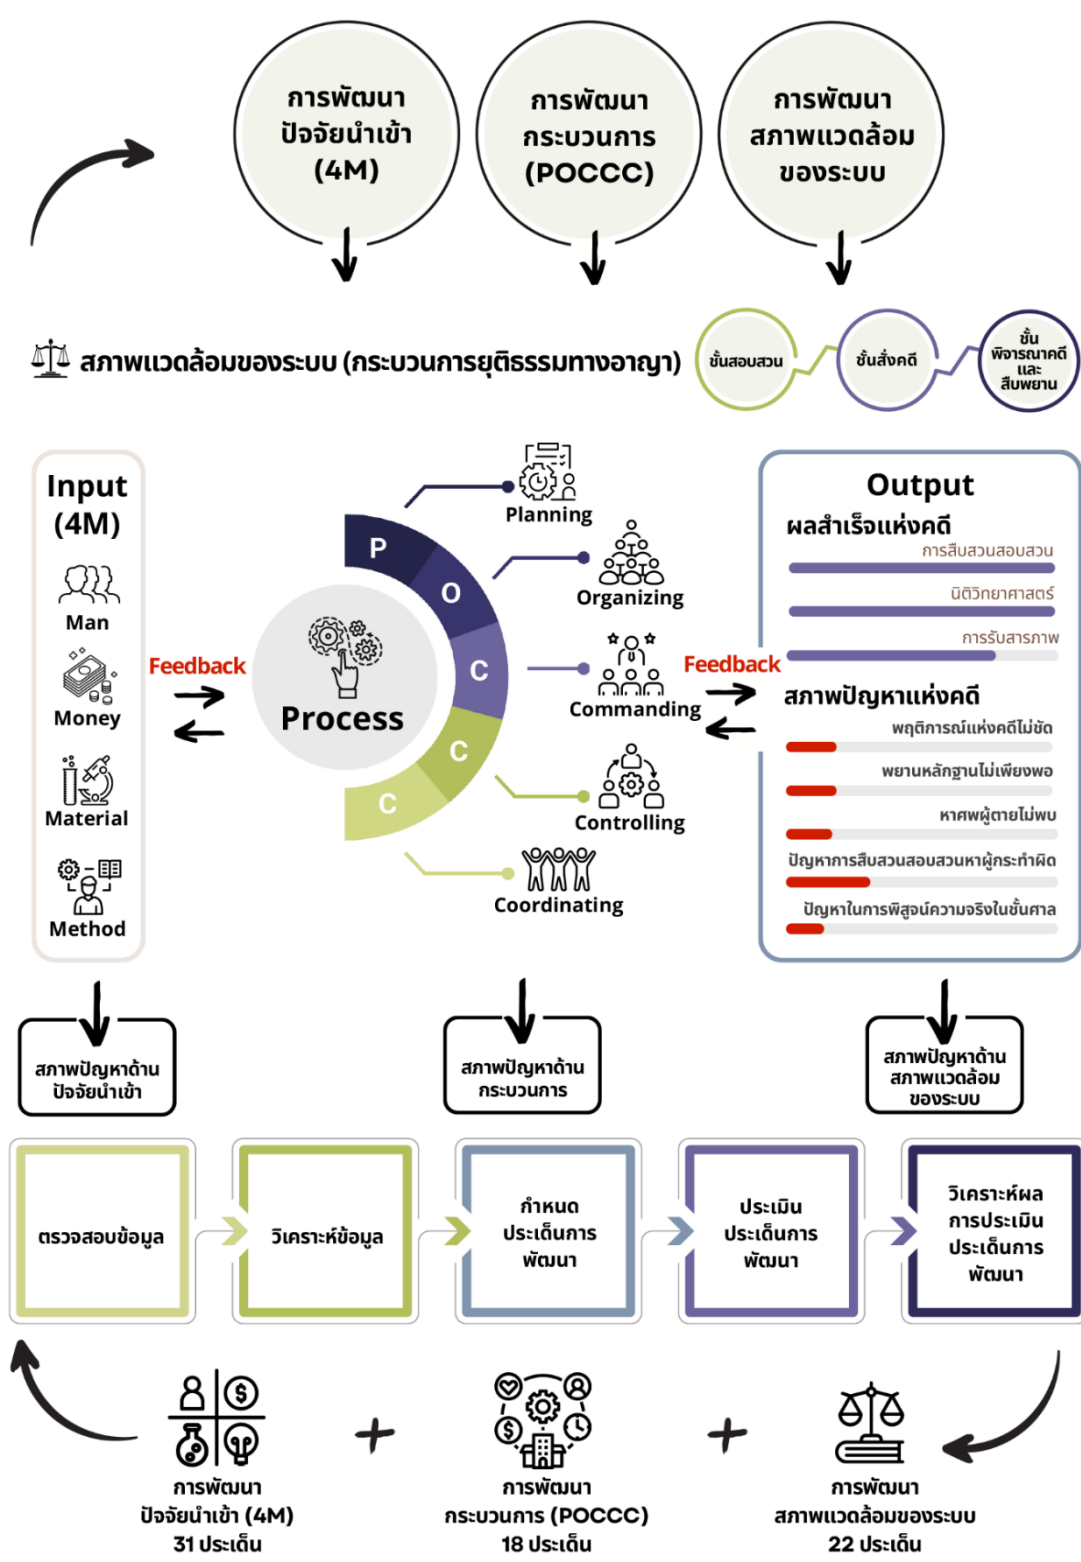 การพัฒนา
ปัจจัยนำเข้า
(4M)
การพัฒนา
กระบวนการ
(POCCC)
การพัฒนา
สภาพแวดล้อม
ของระบบ
สภาพแวดล้อมของระบบ (กระบวนการยุติธรรมทางอาญา)
ชั้นสอบสวน
ชั้นสั่งคดี
ชั้น
พิจารณาคดี
และ
สืบพยาน
Input
(4M)
Man
Money
Material
Method
Feedback
Process
P
O
C
C
C
Planning
Organizing
Commanding
Controlling
Coordinating
Feedback
Output
ผลสำเร็จแห่งคดี
การสืบสวนสอบสวน
นิติวิทยาศาสตร์
การรับสารภาพ
สภาพปัญหาแห่งคดี
พฤติการณ์แห่งคดีไม่ชัด
พยานหลักฐานไม่เพียงพอ
หาศพผู้ตายไม่พบ
ปัญหาการสืบสวนสอบสวนหาผู้กระทำผิด
ปัญหาในการพิสูจน์ความจริงในชั้นศาล
สภาพปัญหาด้าน
ปัจจัยนำเข้า
สภาพปัญหาด้าน
กระบวนการ
สภาพปัญหาด้าน
สภาพแวดล้อม
ของระบบ
ตรวจสอบข้อมูล
วิเคราะห์ข้อมูล
กำหนด
ประเด็นการ
พัฒนา
ประเมิน
ประเด็นการ
พัฒนา
วิเคราะห์ผล
การประเมิน
ประเด็นการ
พัฒนา
การพัฒนา
ปัจจัยนำเข้า (4M)
31 ประเด็น
+
การพัฒนา
กระบวนการ (POCCC)
18 ประเด็น
+
การพัฒนา
สภาพแวดล้อมของระบบ
22 ประเด็น